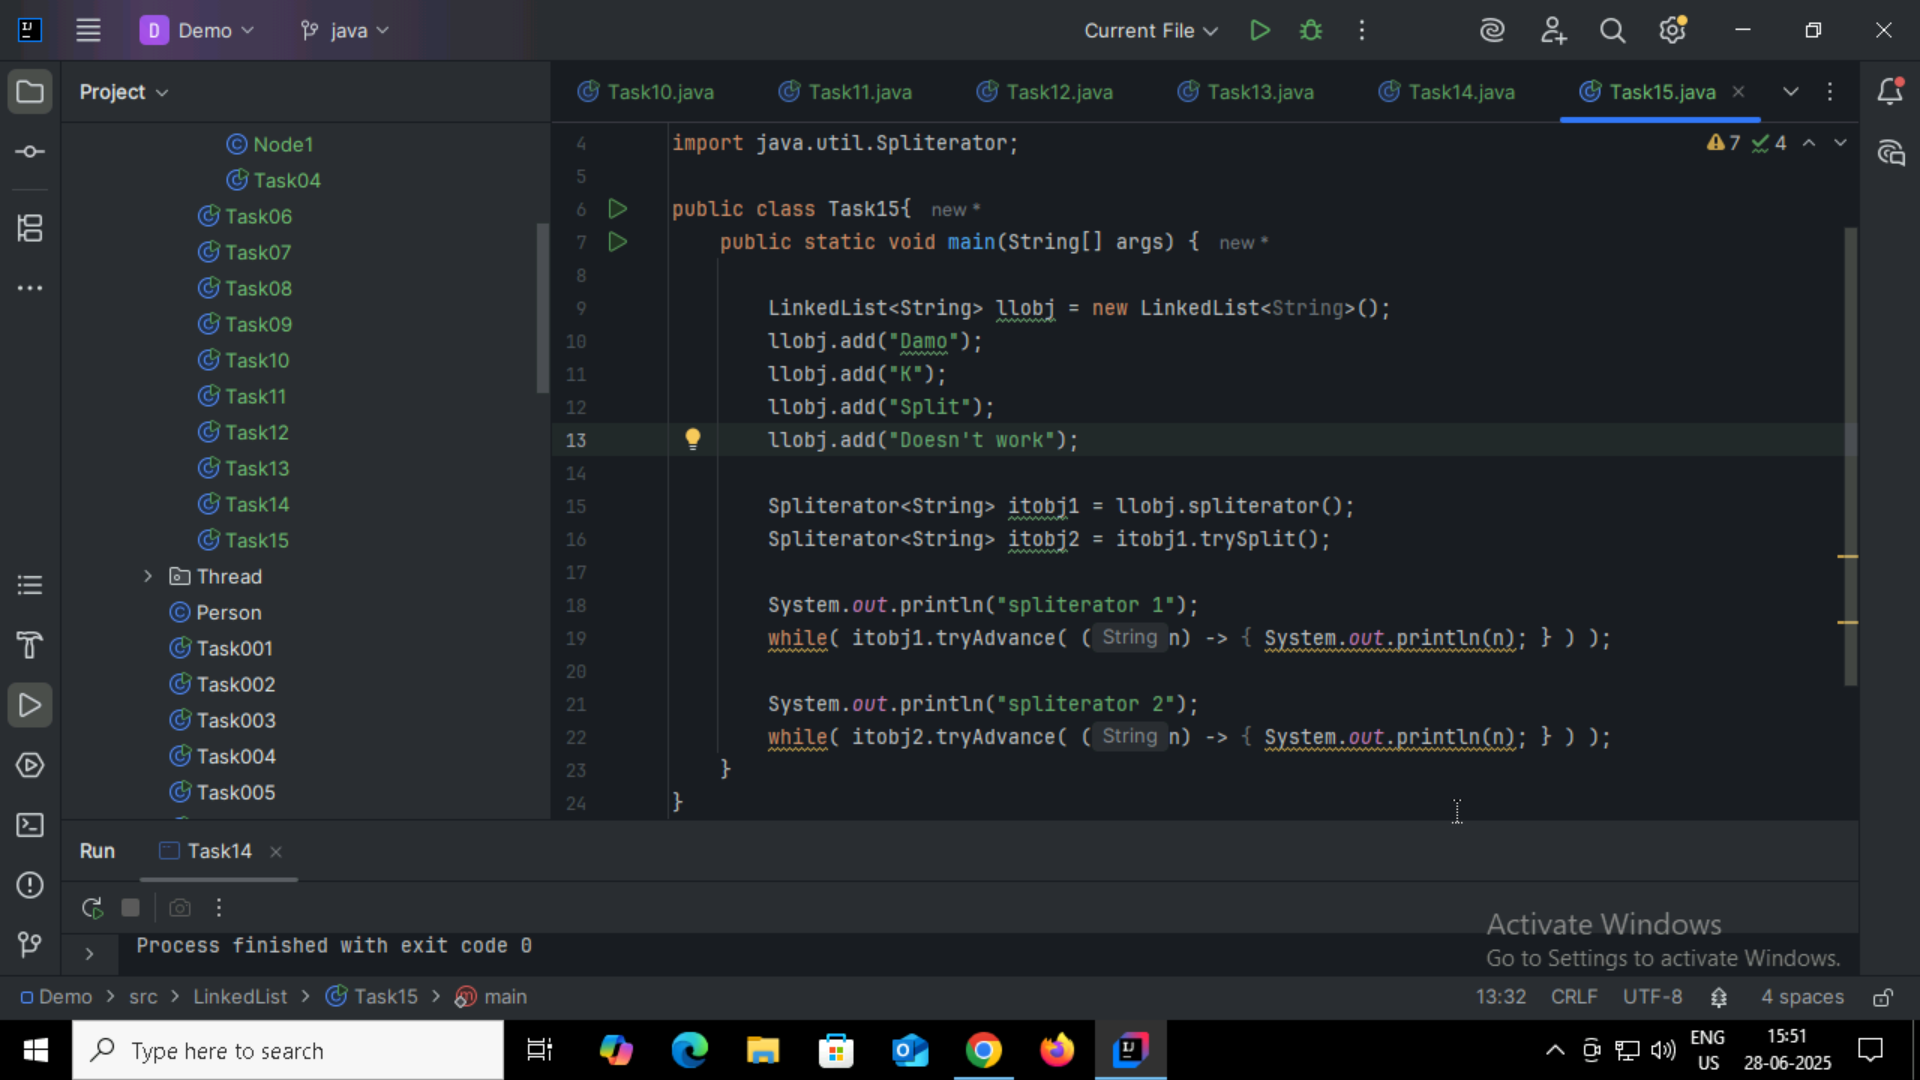 D Demo
java
Current File
Project
Task10.java
Task11.java
Task12.java
Task13.java
Task14.java
Task15.java
Node1
Task04
Task06
Task07
Task08
Task09
Task10
Task11
Task12
Task13
Task14
Task15
Thread
Person
Task001
Task002
Task003
Task004
Task005
7 4
4 import java.util.Spliterator;
5
6 public class Task15{ new *
7 public static void main(String[] args) { new *
8
9 LinkedList<String> llobj = new LinkedList<String>();
10 llobj.add("Damo");
11 llobj.add("K");
12 llobj.add("Split");
13 llobj.add("Doesn't work");
14
15 Spliterator<String> itobj1 = llobj.spliterator();
16 Spliterator<String> itobj2 = itobj1.trySplit();
17
18 System.out.println("spliterator 1");
19 while( itobj1.tryAdvance( ( String n) -> { System.out.println(n); } ) );
20
21 System.out.println("spliterator 2");
22 while( itobj2.tryAdvance( ( String n) -> { System.out.println(n); } ) );
23 }
24 }
Run Task14
Process finished with exit code 0
Activate Windows
Go to Settings to activate Windows.
Demo > src > LinkedList > Task15 > main
13:32 CRLF UTF-8 4 spaces
Type here to search
ENG
US
15:51
28-06-2025